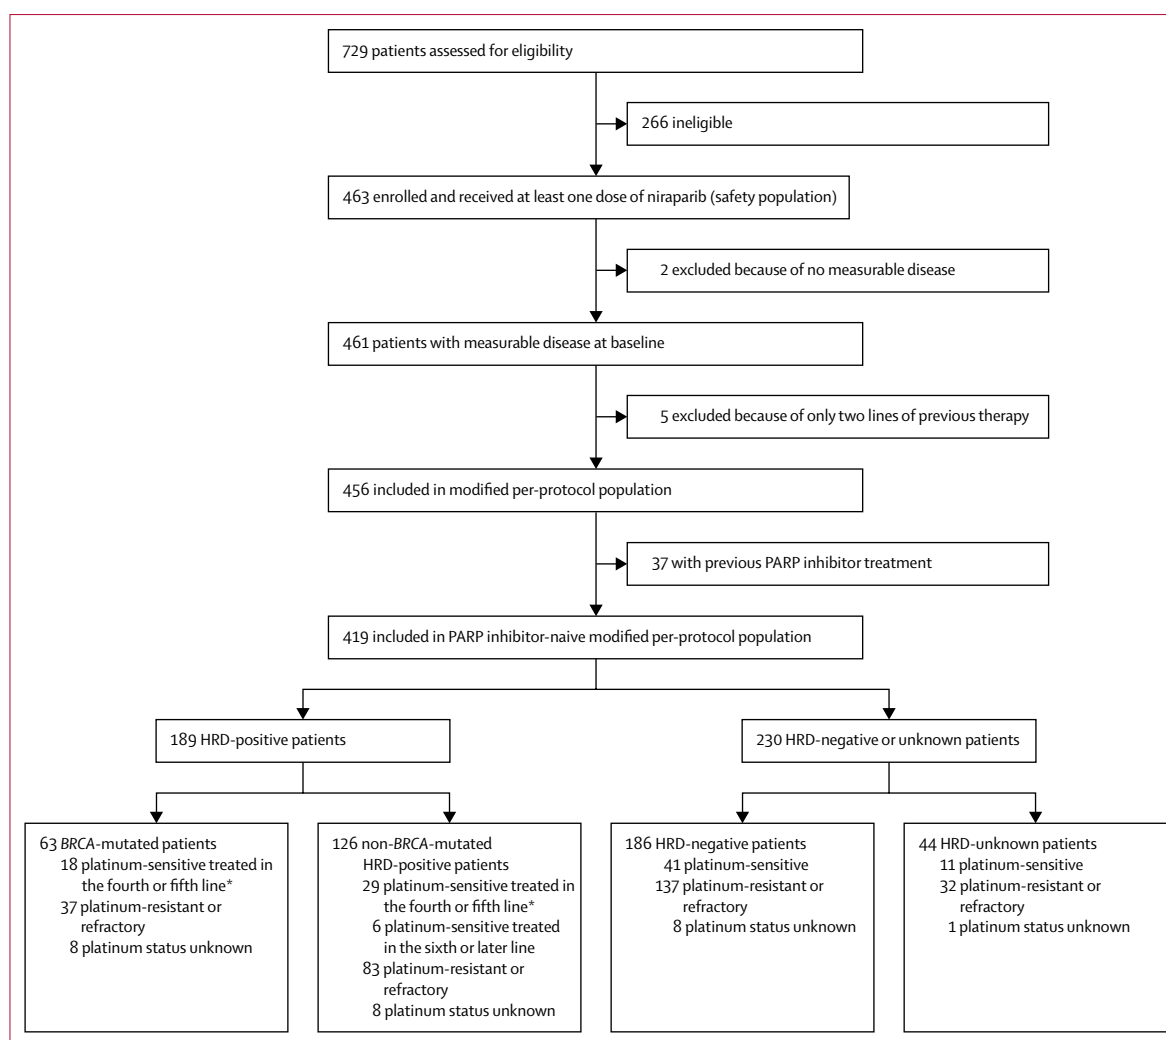 729 patients assessed for eligibility
266 ineligible
463 enrolled and received at least one dose of niraparib (safety population)
2 excluded because of no measurable disease
461 patients with measurable disease at baseline
5 excluded because of only two lines of previous therapy
456 included in modified per-protocol population
37 with previous PARP inhibitor treatment
419 included in PARP inhibitor-naive modified per-protocol population
189 HRD-positive patients
230 HRD-negative or unknown patients
63 BRCA-mutated patients
18 platinum-sensitive treated in
the fourth or fifth line*
37 platinum-resistant or
refractory
8 platinum status unknown
126 non-BRCA-mutated
HRD-positive patients
29 platinum-sensitive treated in
the fourth or fifth line*
6 platinum-sensitive treated
in the sixth or later line
83 platinum-resistant or
refractory
8 platinum status unknown
186 HRD-negative patients
41 platinum-sensitive
137 platinum-resistant or
refractory
8 platinum status unknown
44 HRD-unknown patients
11 platinum-sensitive
32 platinum-resistant or
refractory
1 platinum status unknown